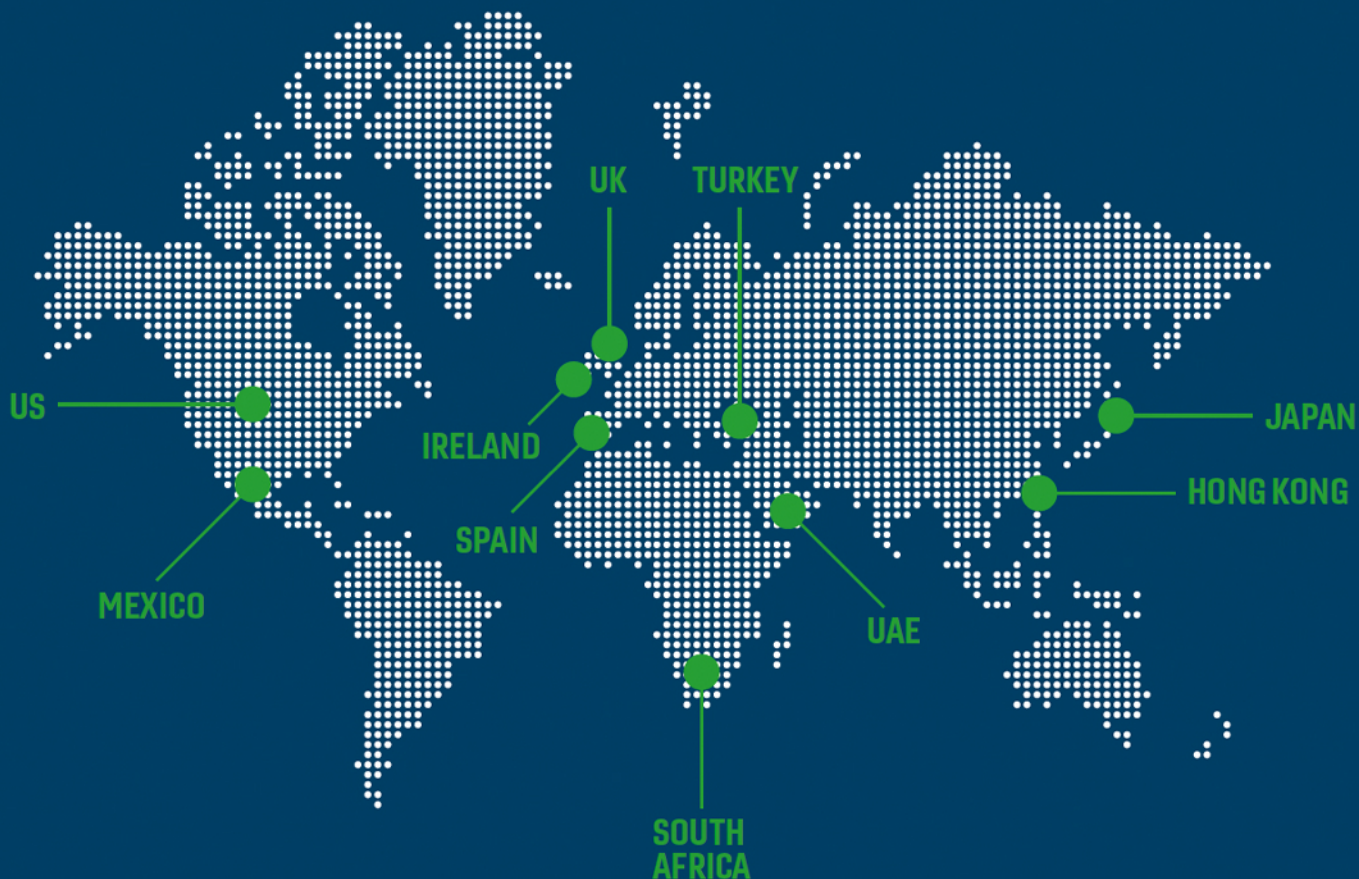 UK
TURKEY
US
JAPAN
IRELAND
HONG KONG
SPAIN
MEXICO
UAE
SOUTH
AFRICA